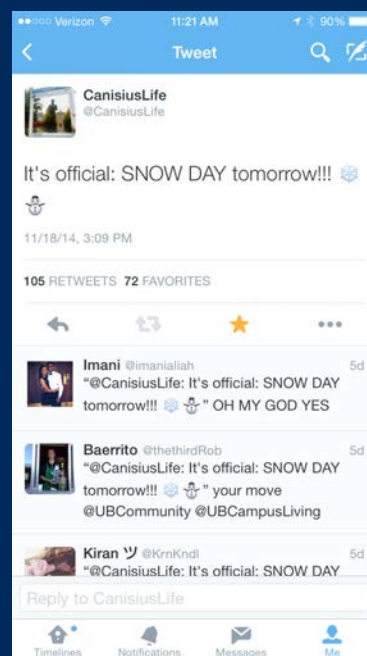 Verizon 11:21 AM 90%
Tweet
CanisiusLife
@CanisiusLife
It's official: SNOW DAY tomorrow!!! ❄️
⛄
11/18/14, 3:09 PM
105 RETWEETS 72 FAVORITES
Imani @imanialiah 5d
"@CanisiusLife: It's official: SNOW DAY
tomorrow!!! ❄️ ⛄" OH MY GOD YES
Baerrito @thethirdRob 5d
"@CanisiusLife: It's official: SNOW DAY
tomorrow!!! ❄️ ⛄" your move
@UBCommunity @UBCampusLiving
Kiran ツ @KrnKndl 5d
"@CanisiusLife: It's official: SNOW DAY
Reply to CanisiusLife
Timelines Notifications Messages Me